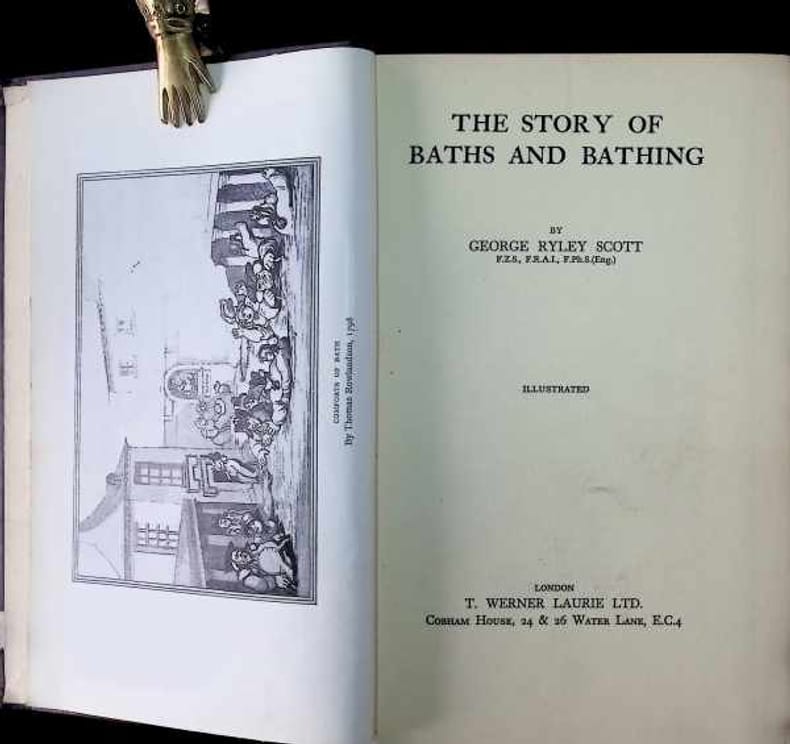 COMFORTS OF BATH
By Thomas Rowlandson, 1798
THE STORY OF
BATHS AND BATHING
BY
GEORGE RYLEY SCOTT
F.Z.S., F.R.A.I., F.Ph.S.(Eng.)
ILLUSTRATED
LONDON
T. WERNER LAURIE LTD.
COBHAM HOUSE, 24 & 26 WATER LANE, E.C.4